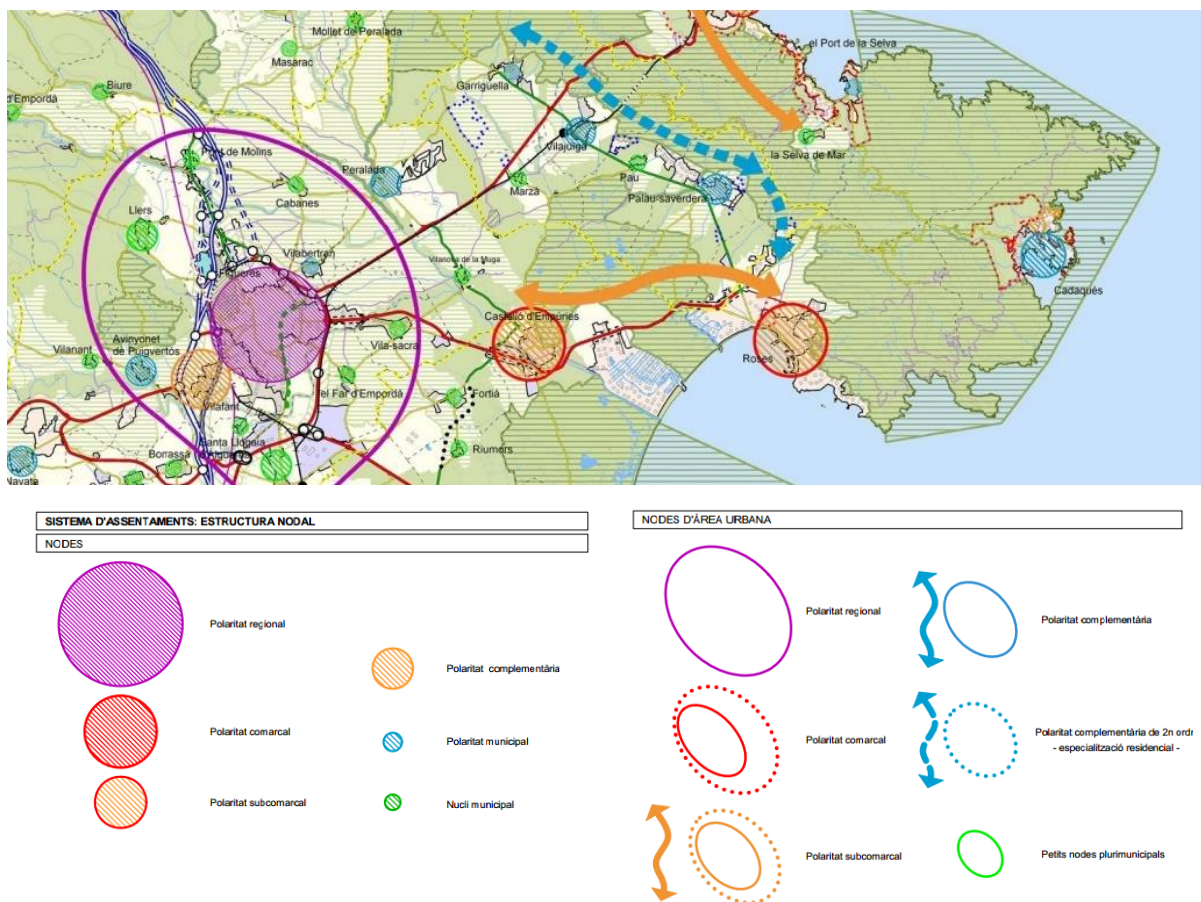 Mollet de Peralada
Masarac
el Port de la Selva
Biure
d'Empordà
Garriguella
Vilajuïga
la Selva de Mar
Pont de Molins
Peralada
Pau
Marzà
Palau-saverdera
Cabanes
Llers
Vilabertran
Vilanova de la Muga
Figueres
Cadaqués
Castelló d'Empúries
Avinyonet
de Puigventós
Vilanant
Vila-sacra
Roses
Vilafant
el Far d'Empordà
Fortià
Santa Llogaia
d'Àlguema
Borrassà
Riumors
Navata
SISTEMA D'ASSENTAMENTS: ESTRUCTURA NODAL
NODES
Polaritat regional
Polaritat complementària
Polaritat comarcal
Polaritat municipal
Polaritat subcomarcal
Nucli municipal
NODES D'ÀREA URBANA
Polaritat regional
Polaritat complementària
Polaritat comarcal
Polaritat complementària de 2n ordr
- especialització residencial -
Polaritat subcomarcal
Petits nodes plurimunicipals